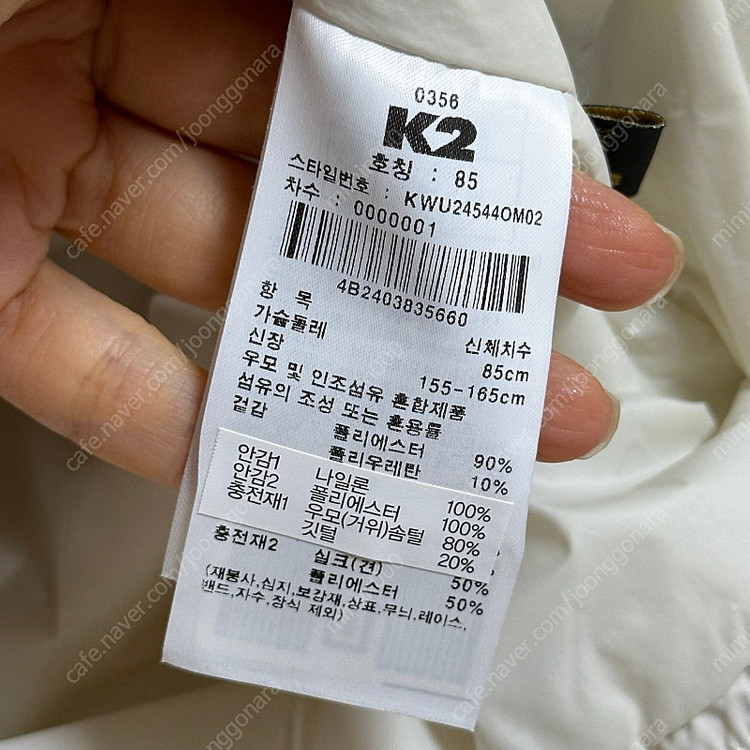 0356
K2
호칭 : 85
스타일번호 : KWU24544OM02
차수 : 0000001
4B2403835660
항 목 신체치수
가슴둘레 85cm
신장 155-165cm
우모 및 인조섬유 혼합제품
섬유의 조성 또는 혼용률
겉감 폴리에스터 90%
폴리우레탄 10%
안감1 나일론 100%
안감2 폴리에스터 100%
충전재1 우모(거위)솜털 80%
깃털 20%
충전재2 실크(견) 50%
폴리에스터 50%
(재봉사,심지,보강재,상표,무늬,레이스,
밴드,자수,장식 제외)
cafe.naver.com/joonggonara